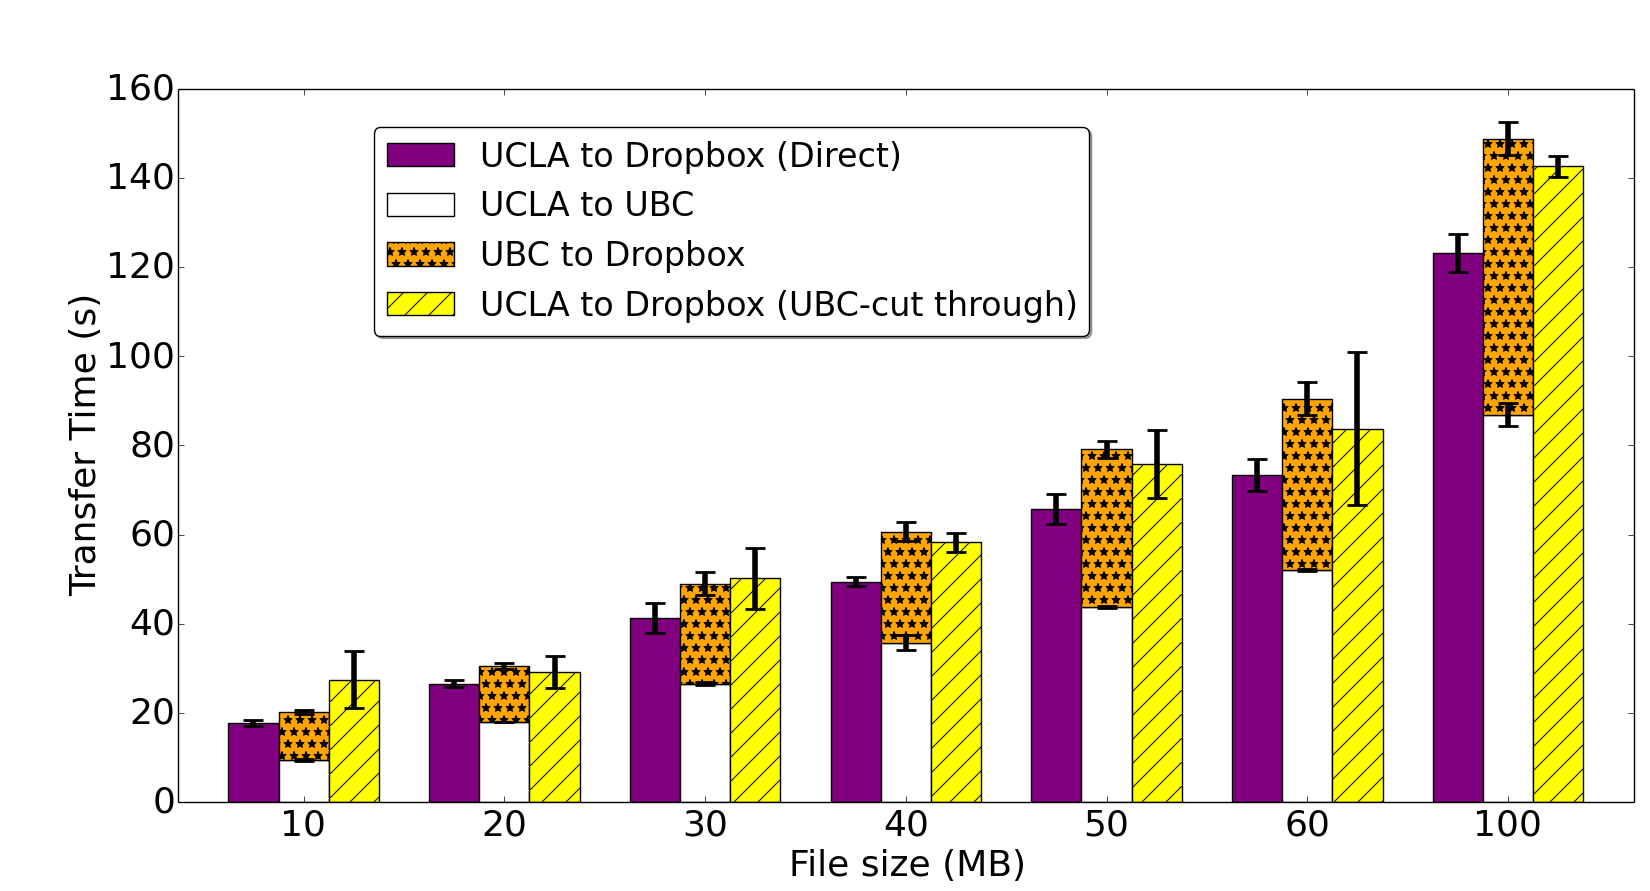 160
140
120
100
80
60
40
20
0
Transfer Time (s)
UCLA to Dropbox (Direct)
UCLA to UBC
UBC to Dropbox
UCLA to Dropbox (UBC-cut through)
10 20 30 40 50 60 100
File size (MB)